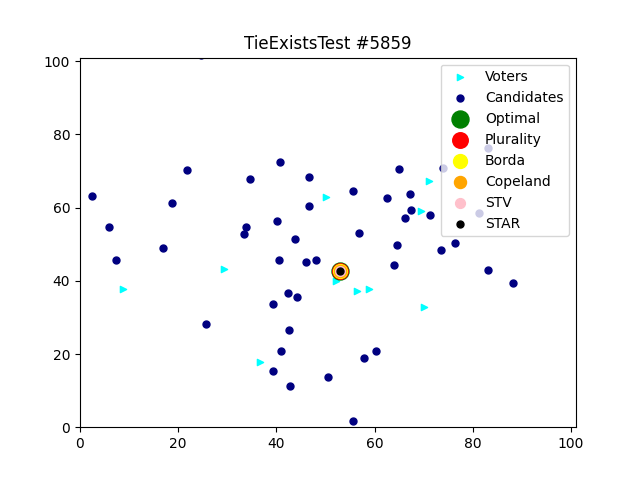 TieExistsTest #5859
Voters
Candidates
Optimal
Plurality
Borda
Copeland
STV
STAR
100
80
60
40
20
0
0 20 40 60 80 100